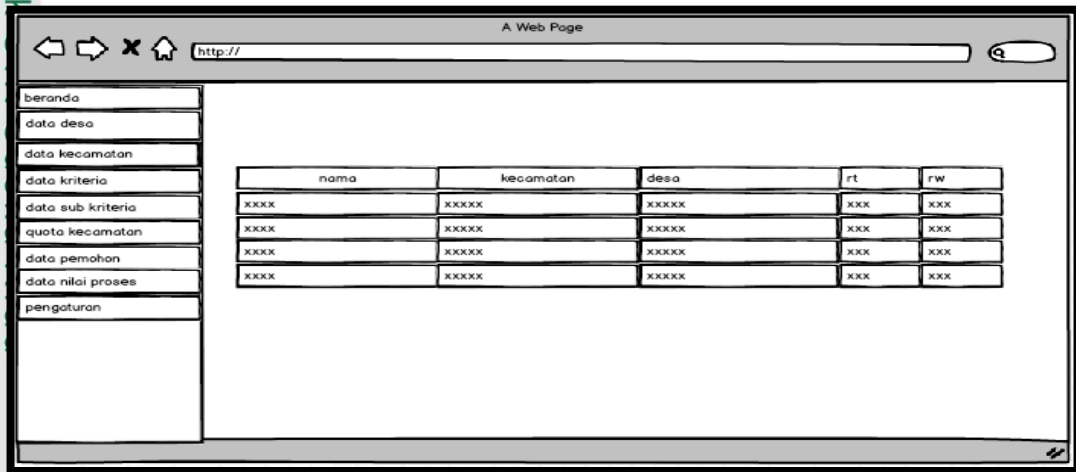 A Web Page
http://
beranda
data desa
data kecamatan
data kriteria
data sub kriteria
quota kecamatan
data pemohon
data nilai proses
pengaturan
nama kecamatan desa rt rw
xxxx xxxxx xxxxx xxx xxx
xxxx xxxxx xxxxx xxx xxx
xxxx xxxxx xxxxx xxx xxx
xxxx xxxxx xxxxx xxx xxx